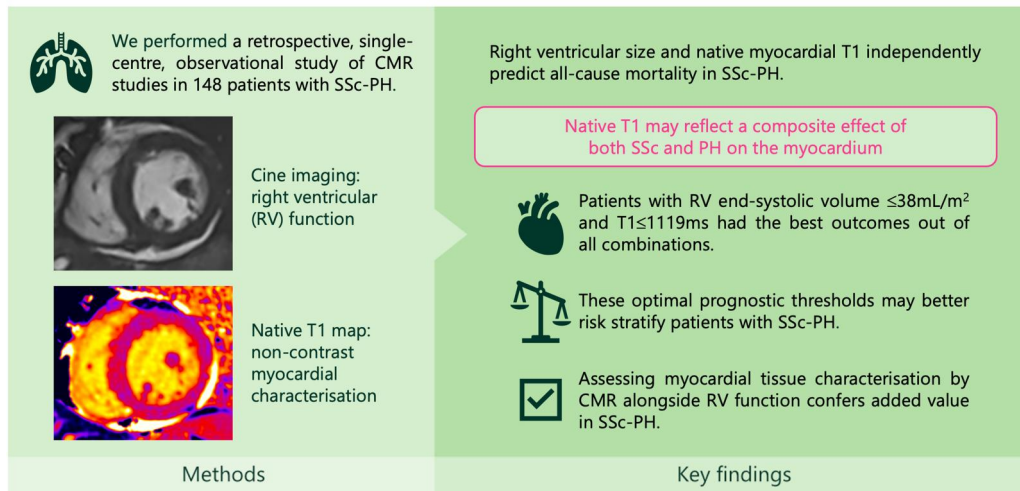 We performed a retrospective, single-
centre, observational study of CMR
studies in 148 patients with SSc-PH.
Cine imaging:
right ventricular
(RV) function
Native T1 map:
non-contrast
myocardial
characterisation
Methods
Right ventricular size and native myocardial T1 independently
predict all-cause mortality in SSc-PH.
Native T1 may reflect a composite effect of
both SSc and PH on the myocardium
Patients with RV end-systolic volume ≤38mL/m²
and T1≤1119ms had the best outcomes out of
all combinations.
These optimal prognostic thresholds may better
risk stratify patients with SSc-PH.
Assessing myocardial tissue characterisation by
CMR alongside RV function confers added value
in SSc-PH.
Key findings